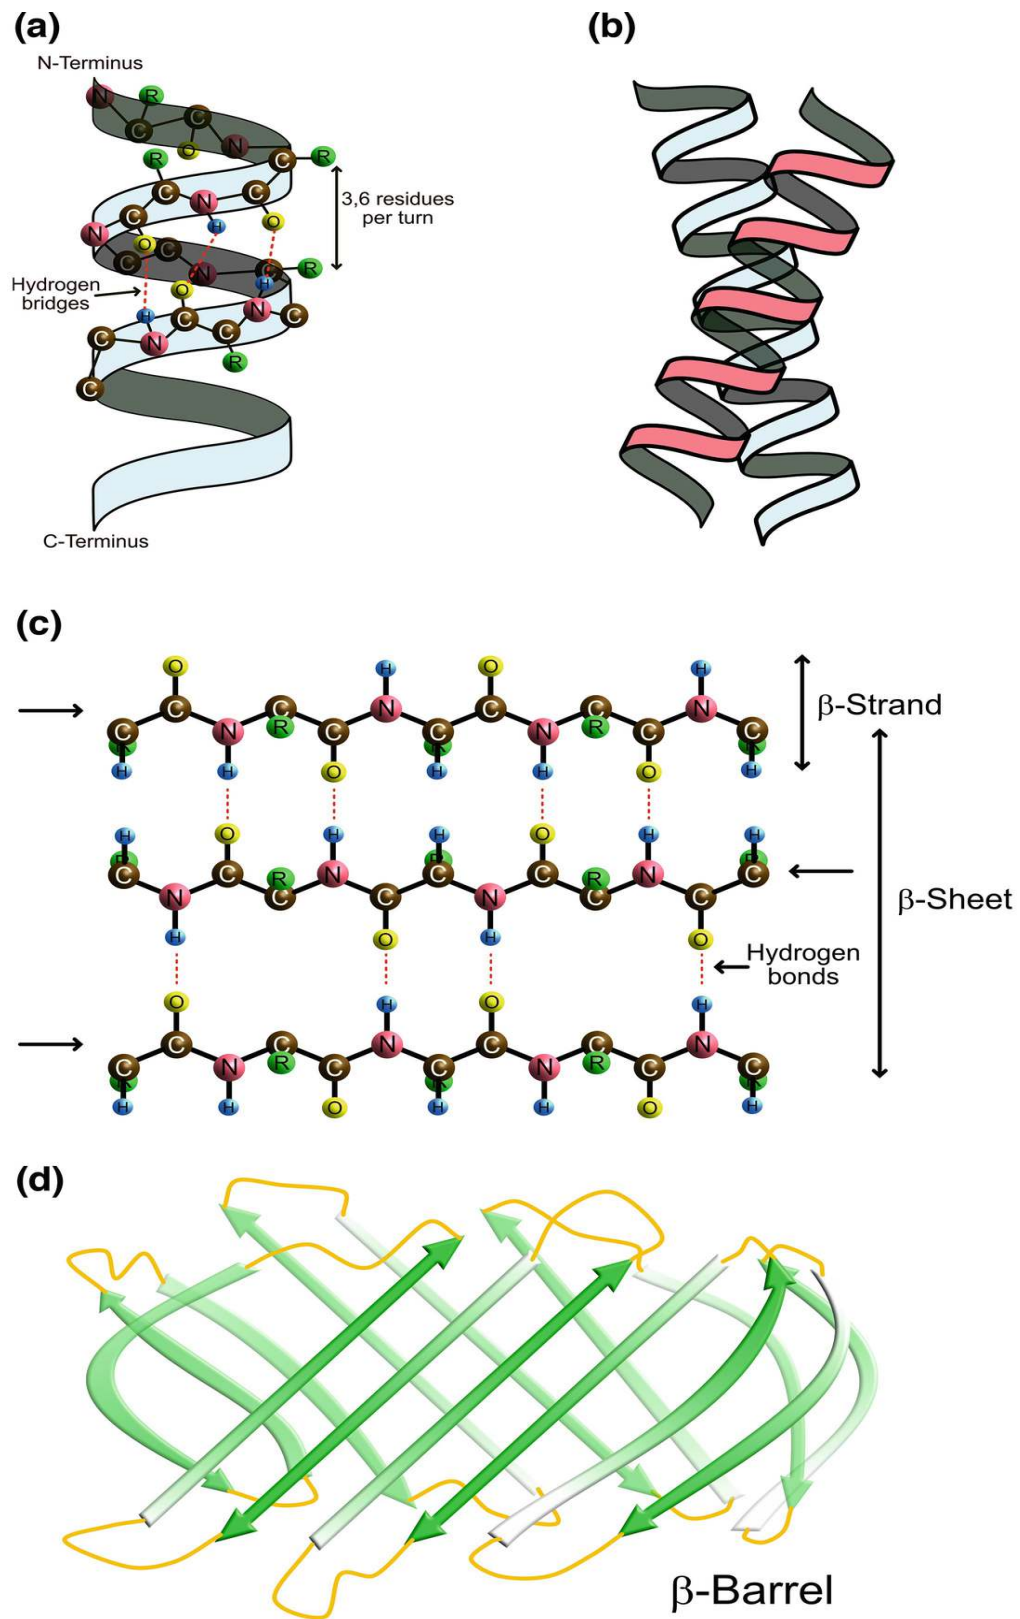 (a)
N-Terminus
N R C C N O C R
R C N C H O
3,6 residues
per turn
N C O C N C R
Hydrogen
bridges
O H H N C
C N C C R
C
C-Terminus
(b)
(c)
O H O H
C C N C C N
C N R C C N R C C
R R R
H H O H H O H
β-Strand
H O H H O H H
R R R R R
C C N C C N C
N C C N C C
H O H O
β-Sheet
Hydrogen
bonds
O H O H
C C N C C N
C N R C C N R C C
R R R
H H O H H O H
(d)
β-Barrel